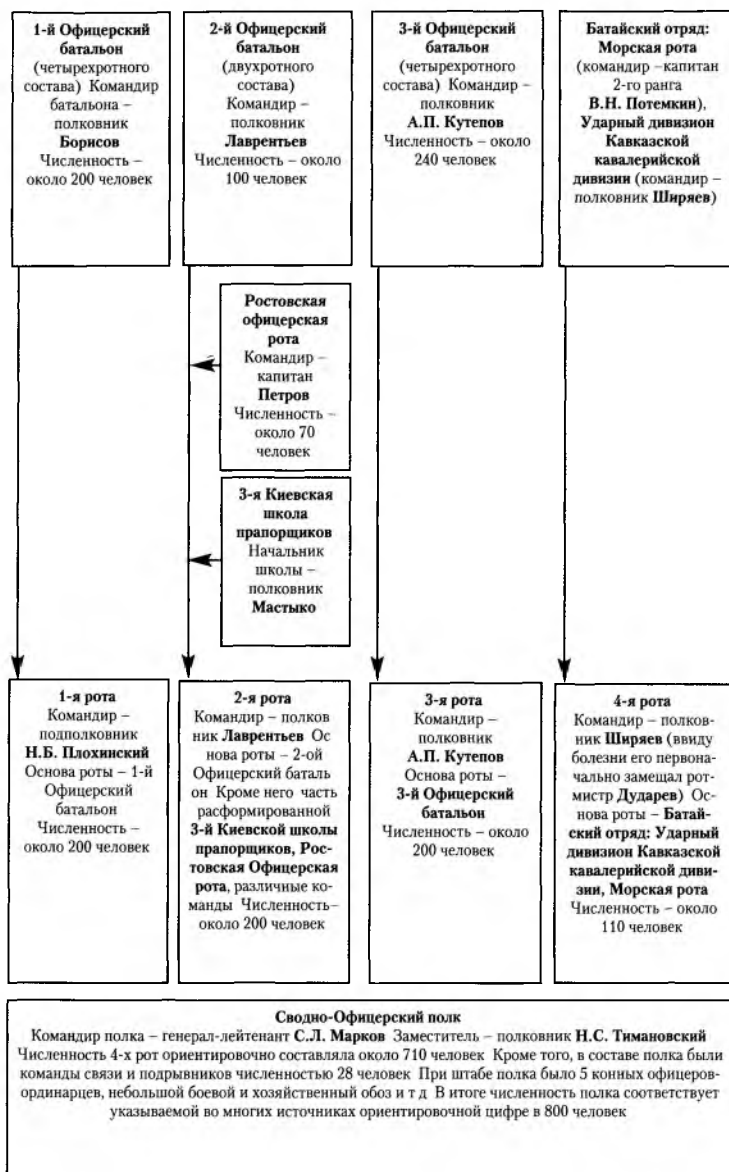 1-й Офицерский
батальон
(четырехротного
состава) Командир
батальона –
полковник
Борисов
Численность –
около 200 человек
2-й Офицерский
батальон
(двухротного
состава)
Командир –
полковник
Лаврентьев
Численность – около
100 человек
3-й Офицерский
батальон
(четырехротного
состава) Командир –
полковник
А.П. Кутепов
Численность – около
240 человек
Батайский отряд:
Морская рота
(командир –капитан
2-го ранга
В.Н. Потемкин),
Ударный дивизион
Кавказской
кавалерийской
дивизии (командир –
полковник Ширяев)
Ростовская
офицерская
рота
Командир –
капитан
Петров
Численность –
около 70
человек
3-я Киевская
школа
прапорщиков
Начальник
школы –
полковник
Мастыко
1-я рота
Командир –
подполковник
Н.Б. Плохинский
Основа роты – 1-й
Офицерский
батальон
Численность –
около 200 человек
2-я рота
Командир – полков
ник Лаврентьев Ос
нова роты – 2-ой
Офицерский баталь
он Кроме него часть
расформированной
3-й Киевской школы
прапорщиков, Рос-
товская Офицерская
рота, различные ко-
манды Численность–
около 200 человек
3-я рота
Командир –
полковник
А.П. Кутепов
Основа роты –
3-й Офицерский
батальон
Численность – около
200 человек
4-я рота
Командир – полков-
ник Ширяев (ввиду
болезни его первона-
чально замещал рот-
мистр Дударев) Ос-
нова роты – Батай-
ский отряд: Ударный
дивизион Кавказской
кавалерийской диви-
зии, Морская рота
Численность – около
110 человек
Сводно-Офицерский полк
Командир полка – генерал-лейтенант С.Л. Марков Заместитель – полковник Н.С. Тимановский
Численность 4-х рот ориентировочно составляла около 710 человек Кроме того, в составе полка были
команды связи и подрывников численностью 28 человек При штабе полка было 5 конных офицеров-
ординарцев, небольшой боевой и хозяйственный обоз и т д В итоге численность полка соответствует
указываемой во многих источниках ориентировочной цифре в 800 человек